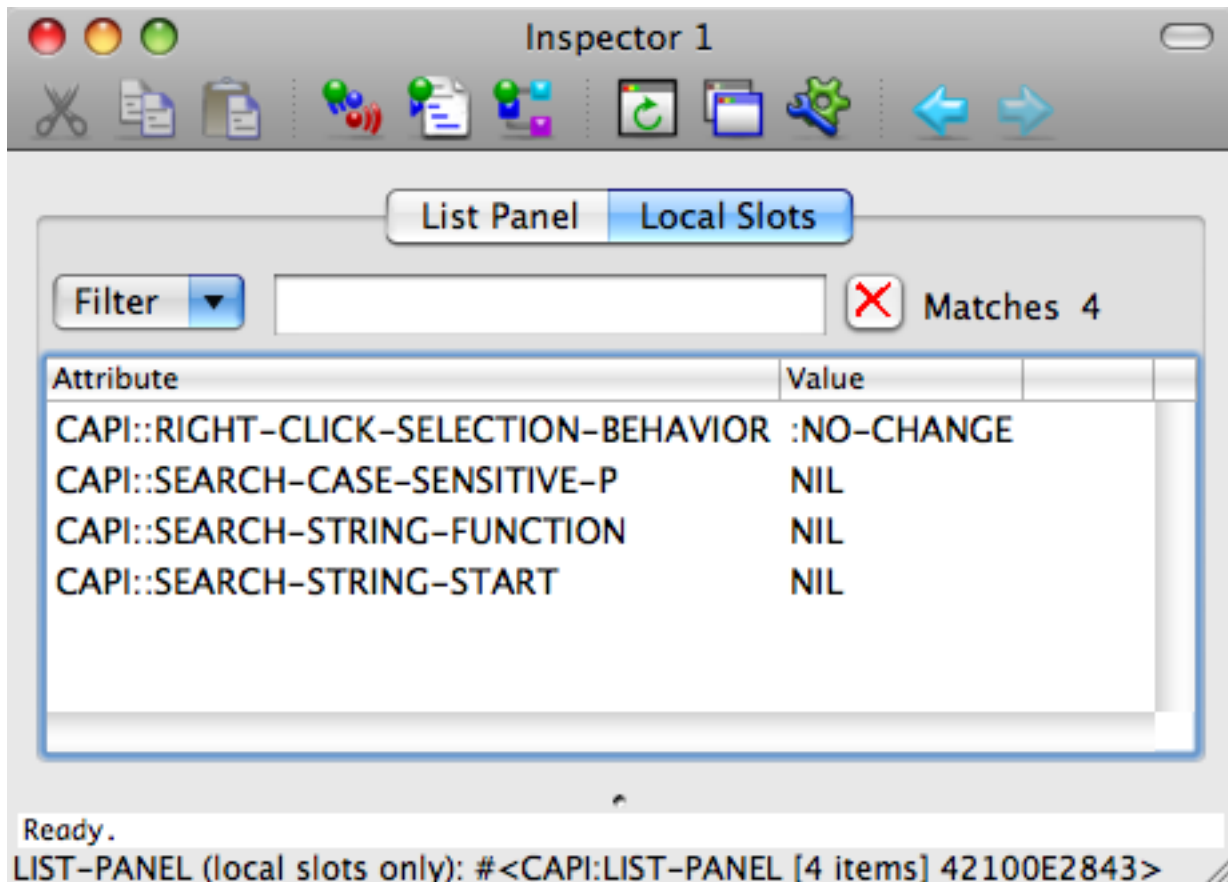 Inspector 1
List Panel Local Slots
Filter Matches 4
Attribute Value
CAPI::RIGHT-CLICK-SELECTION-BEHAVIOR :NO-CHANGE
CAPI::SEARCH-CASE-SENSITIVE-P NIL
CAPI::SEARCH-STRING-FUNCTION NIL
CAPI::SEARCH-STRING-START NIL
Ready.
LIST-PANEL (local slots only): #<CAPI:LIST-PANEL [4 items] 42100E2843>